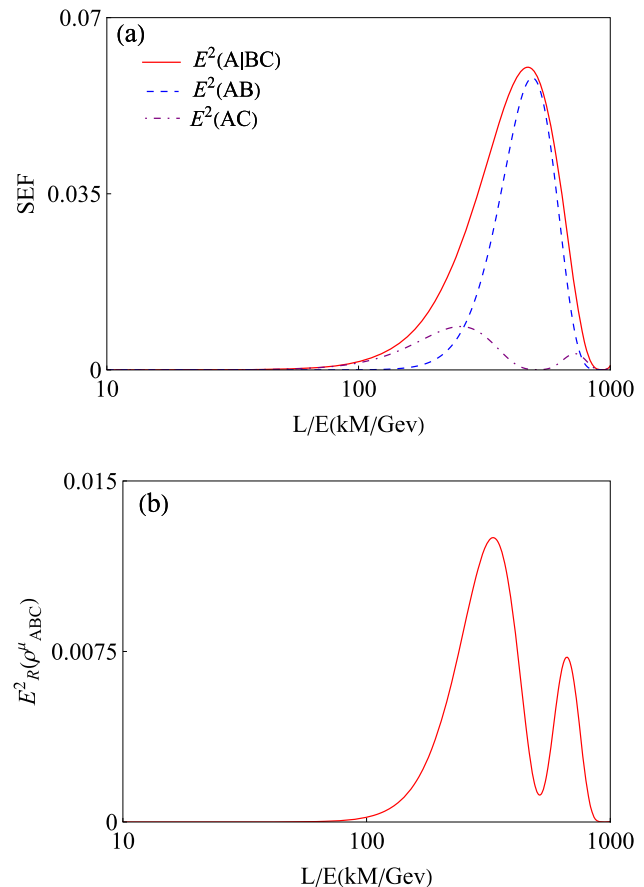 0.07
(a)
E²(A|BC)
E²(AB)
E²(AC)
SEF
0.035
0
10
100
1000
L/E(kM/Gev)
0.015
(b)
E²_R(ρ^μ_ABC)
0.0075
0
10
100
1000
L/E(kM/Gev)